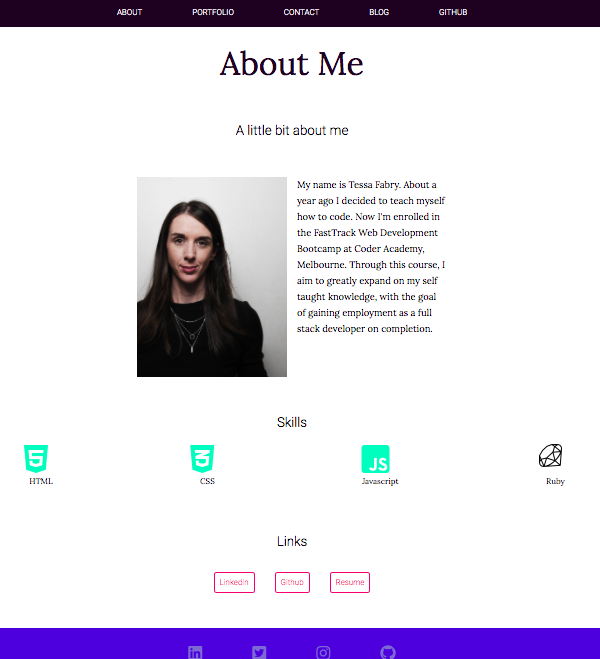 ABOUT PORTFOLIO CONTACT BLOG GITHUB
About Me
A little bit about me
My name is Tessa Fabry. About a
year ago I decided to teach myself
how to code. Now I'm enrolled in
the FastTrack Web Development
Bootcamp at Coder Academy,
Melbourne. Through this course, I
aim to greatly expand on my self
taught knowledge, with the goal
of gaining employment as a full
stack developer on completion.
Skills
JS
HTML CSS Javascript Ruby
Links
Linkedin Github Resume